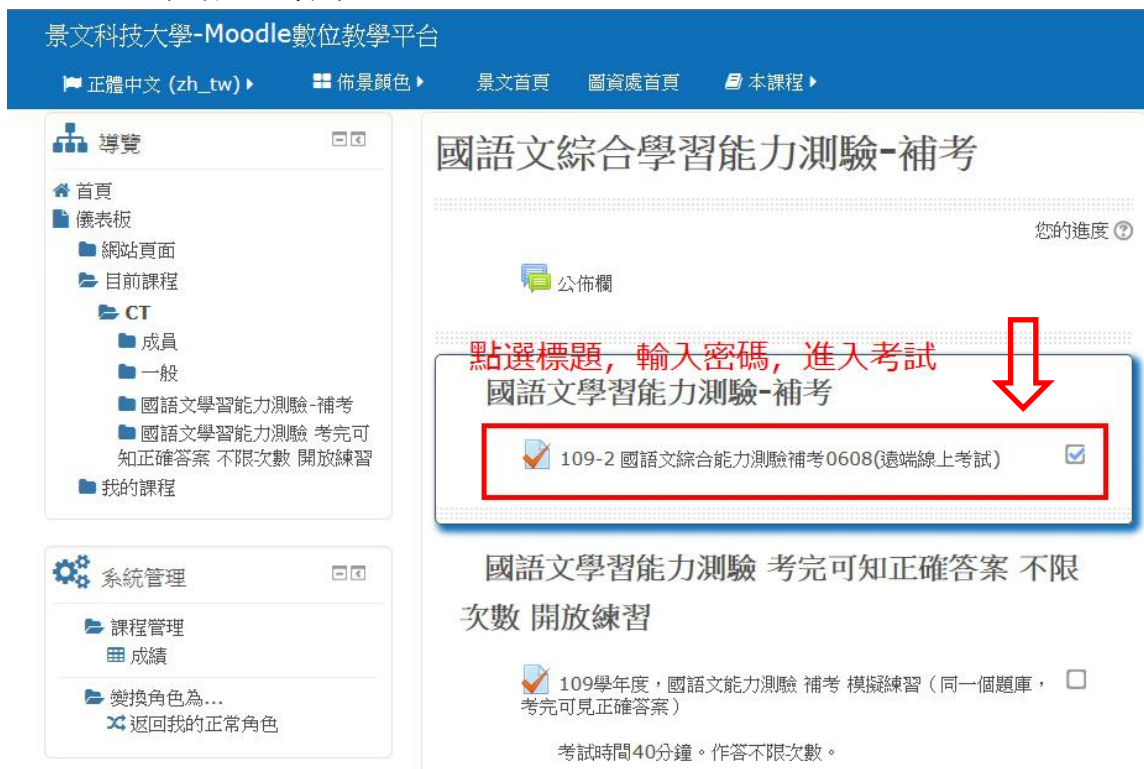 景文科技大學-Moodle數位教學平台
正體中文 (zh_tw) 佈景顏色 景文首頁 圖資處首頁 本課程
導覽
首頁
儀表板
網站頁面
目前課程
CT
成員
一般
國語文學習能力測驗-補考
國語文學習能力測驗 考完可
知正確答案 不限次數 開放練習
我的課程
系統管理
課程管理
成績
變換角色為...
返回我的正常角色
國語文綜合學習能力測驗-補考
您的進度
公佈欄
點選標題, 輸入密碼, 進入考試
國語文學習能力測驗-補考
109-2 國語文綜合能力測驗補考0608(遠端線上考試)
國語文學習能力測驗 考完可知正確答案 不限
次數 開放練習
109學年度，國語文能力測驗 補考 模擬練習（同一個題庫，
考完可見正確答案）
考試時間40分鐘。作答不限次數。